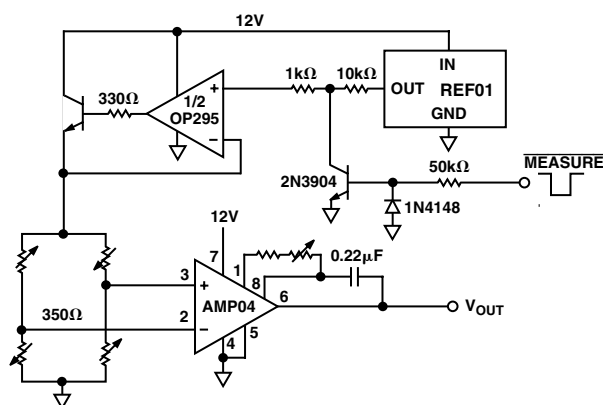 12V
330Ω
1/2
OP295
+
−
1kΩ
10kΩ
IN
OUT
REF01
GND
2N3904
50kΩ
MEASURE
1N4148
12V
7
1
8
0.22µF
3
+
AMP04
6
VOUT
350Ω
2
−
5
4